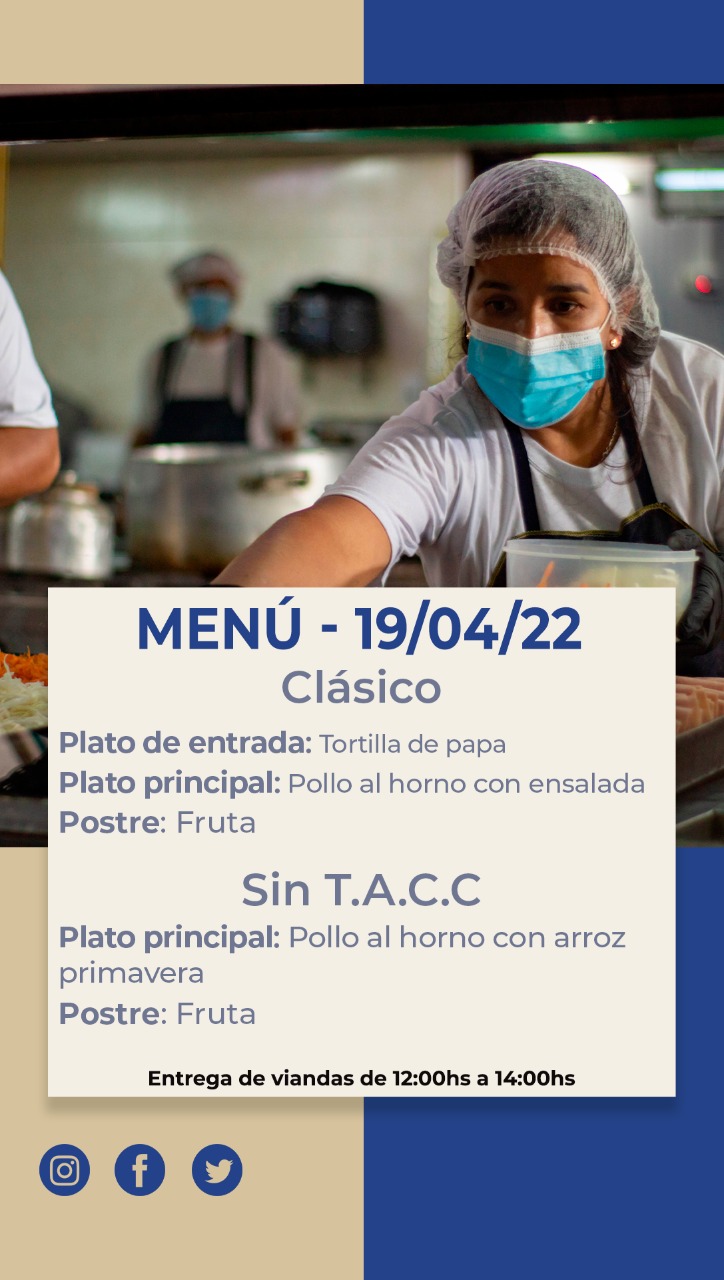 MENÚ - 19/04/22
Clásico
Plato de entrada: Tortilla de papa
Plato principal: Pollo al horno con ensalada
Postre: Fruta
Sin T.A.C.C
Plato principal: Pollo al horno con arroz
primavera
Postre: Fruta
Entrega de viandas de 12:00hs a 14:00hs